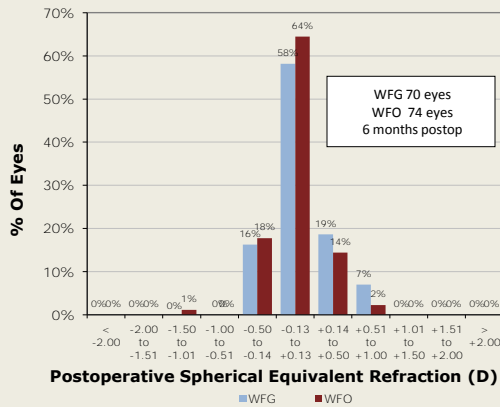 70%
60%
50%
40%
30%
20%
10%
0%
% Of Eyes
WFG 70 eyes
WFO 74 eyes
6 months postop
0% 0% 0% 0% 0% 1% 0% 0% 16% 18% 58% 64% 19% 14% 7% 2% 0% 0% 0% 0% 0% 0%
< -2.00 -1.50 -1.00 -0.50 -0.13 +0.14 +0.51 +1.01 +1.51 >
-2.00 to to to to to to to to to +2.00
-1.51 -1.01 -0.51 -0.14 +0.13 +0.50 +1.00 +1.50 +2.00
Postoperative Spherical Equivalent Refraction (D)
WFG WFO